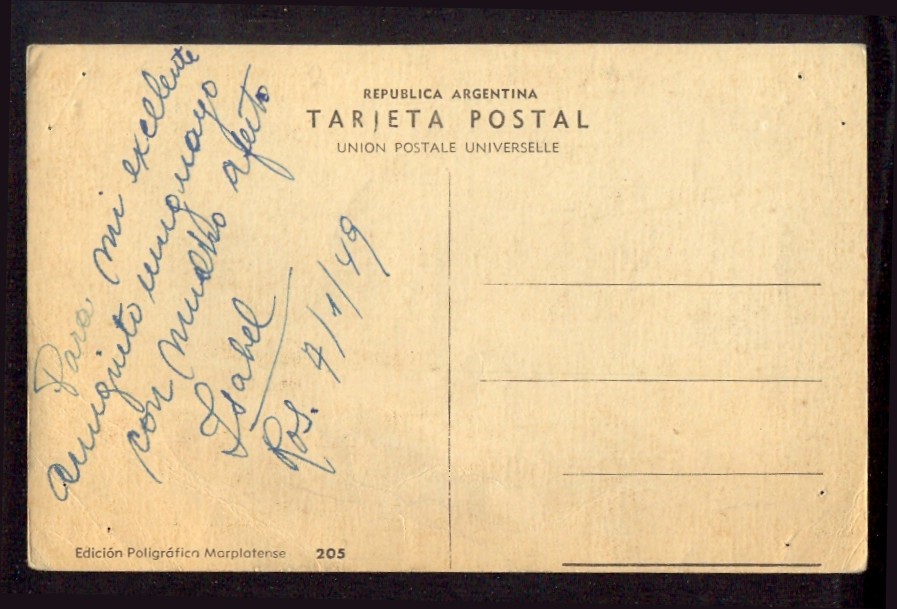 REPUBLICA ARGENTINA
TARJETA POSTAL
UNION POSTALE UNIVERSELLE
Para mi excelente
amiguito uruguayo
con mucho afecto
Isabel
Ros. 7/1/49
Edición Poligráfica Marplatense 205